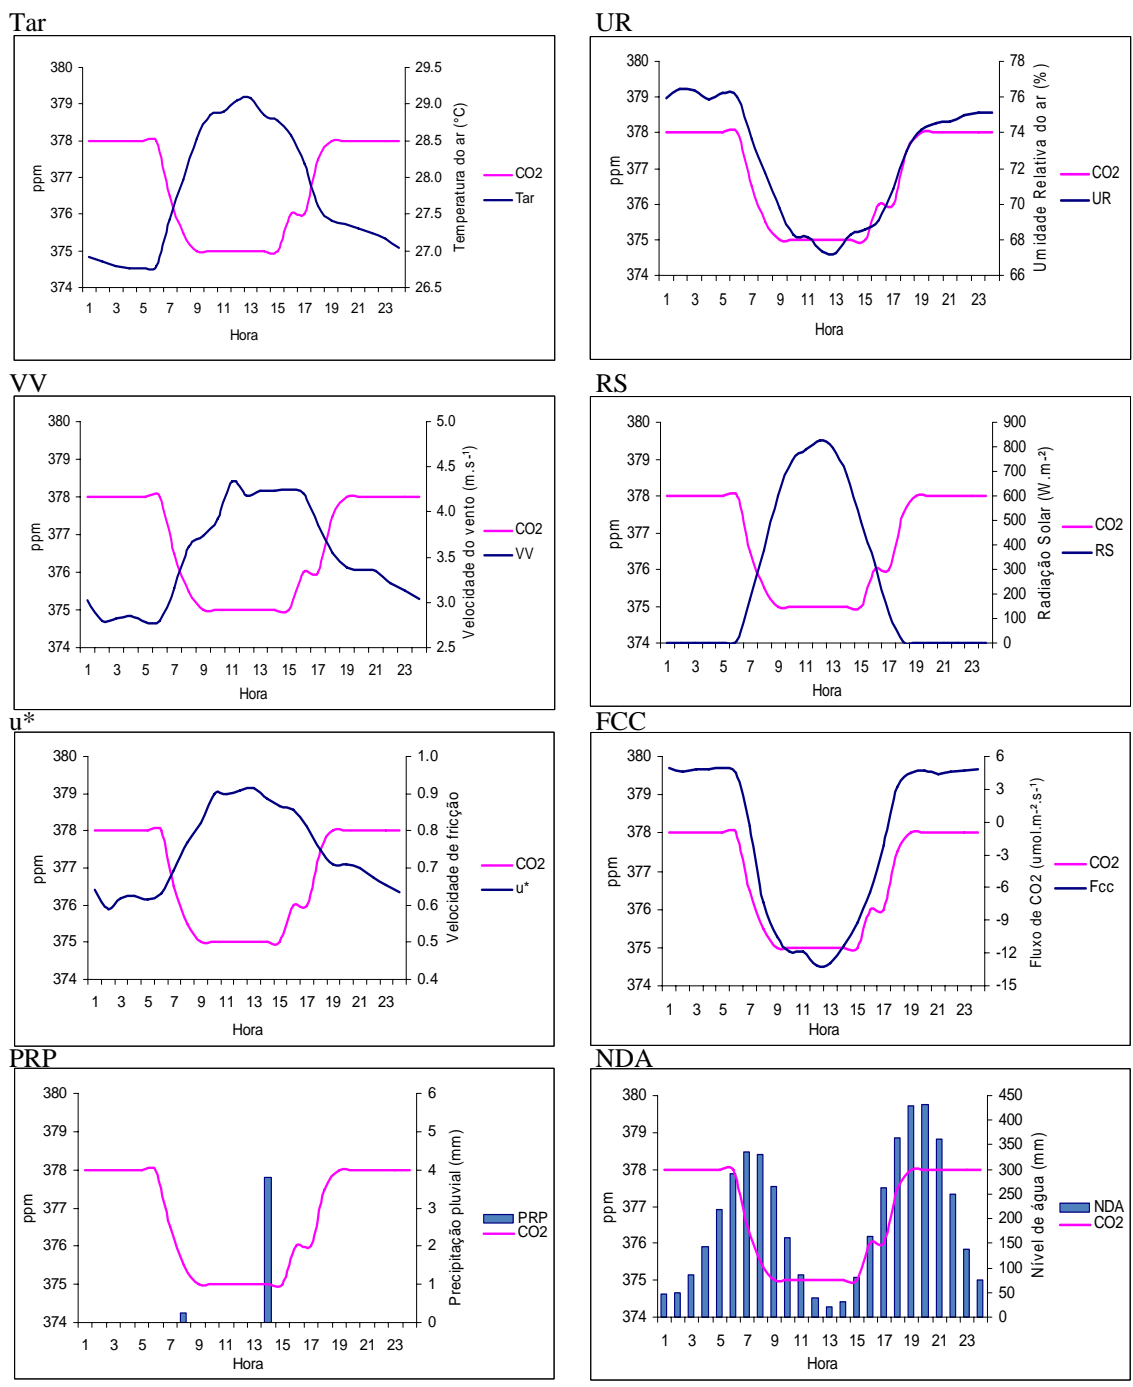 Tar
380
379
378
377
376
375
374
ppm
29.5
29.0
28.5
28.0
27.5
27.0
26.5
Temperatura do ar (°C)
CO2
Tar
1 3 5 7 9 11 13 15 17 19 21 23
Hora
UR
380
379
378
377
376
375
374
ppm
78
76
74
72
70
68
66
Umidade Relativa do ar (%)
CO2
UR
1 3 5 7 9 11 13 15 17 19 21 23
Hora
VV
380
379
378
377
376
375
374
ppm
5.0
4.5
4.0
3.5
3.0
2.5
Velocidade do vento (m.s-¹)
CO2
VV
1 3 5 7 9 11 13 15 17 19 21 23
Hora
RS
380
379
378
377
376
375
374
ppm
900
800
700
600
500
400
300
200
100
0
Radiação Solar (W.m-²)
CO2
RS
1 3 5 7 9 11 13 15 17 19 21 23
Hora
u*
380
379
378
377
376
375
374
ppm
1.0
0.9
0.8
0.7
0.6
0.5
0.4
Velocidade de fricção
CO2
u*
1 3 5 7 9 11 13 15 17 19 21 23
Hora
FCC
380
379
378
377
376
375
374
ppm
6
3
0
-3
-6
-9
-12
-15
Fluxo de CO2 (umol.m-².s-¹)
CO2
Fcc
1 3 5 7 9 11 13 15 17 19 21 23
Hora
PRP
380
379
378
377
376
375
374
ppm
6
5
4
3
2
1
0
Precipitação pluvial (mm)
PRP
CO2
1 3 5 7 9 11 13 15 17 19 21 23
Hora
NDA
380
379
378
377
376
375
374
ppm
450
400
350
300
250
200
150
100
50
0
Nível de água (mm)
NDA
CO2
1 3 5 7 9 11 13 15 17 19 21 23
Hora